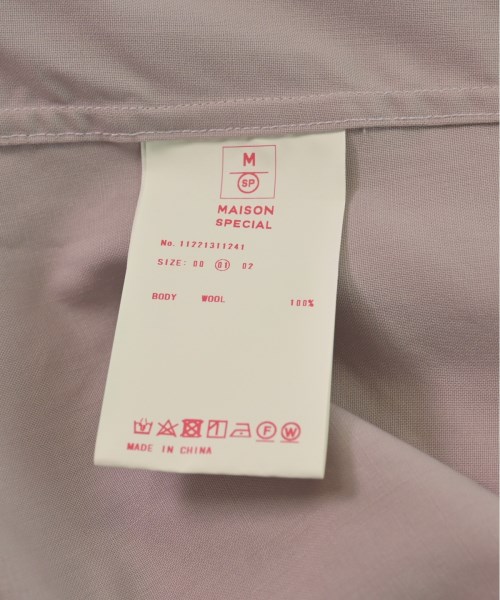 M
SP
MAISON
SPECIAL
No. 11221311241
SIZE: 00 01 02
BODY WOOL 100%
F W
MADE IN CHINA